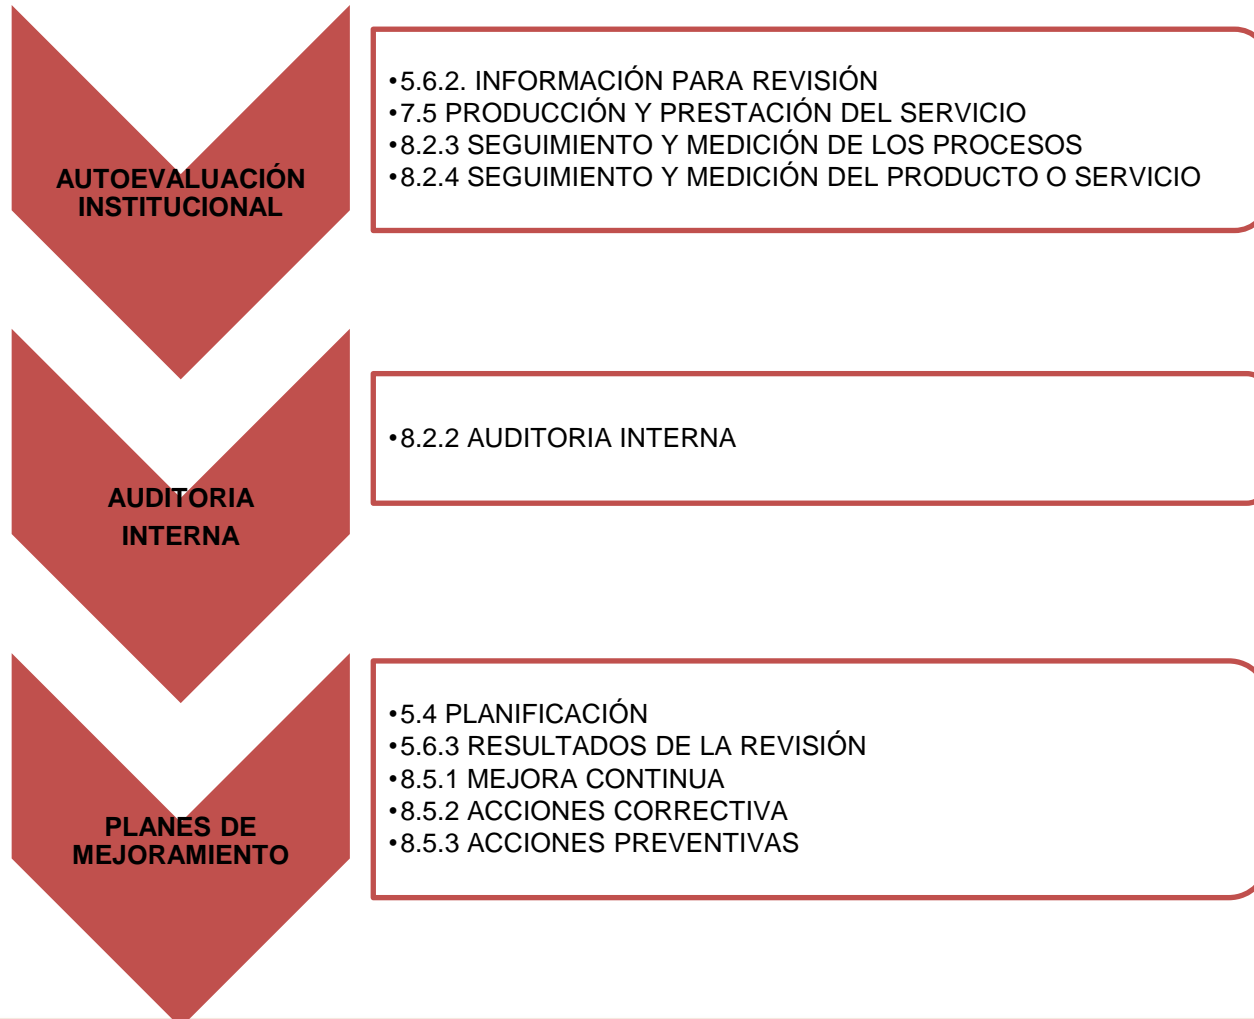 AUTOEVALUACIÓN
INSTITUCIONAL
•5.6.2. INFORMACIÓN PARA REVISIÓN
•7.5 PRODUCCIÓN Y PRESTACIÓN DEL SERVICIO
•8.2.3 SEGUIMIENTO Y MEDICIÓN DE LOS PROCESOS
•8.2.4 SEGUIMIENTO Y MEDICIÓN DEL PRODUCTO O SERVICIO
AUDITORIA
INTERNA
•8.2.2 AUDITORIA INTERNA
PLANES DE
MEJORAMIENTO
•5.4 PLANIFICACIÓN
•5.6.3 RESULTADOS DE LA REVISIÓN
•8.5.1 MEJORA CONTINUA
•8.5.2 ACCIONES CORRECTIVA
•8.5.3 ACCIONES PREVENTIVAS